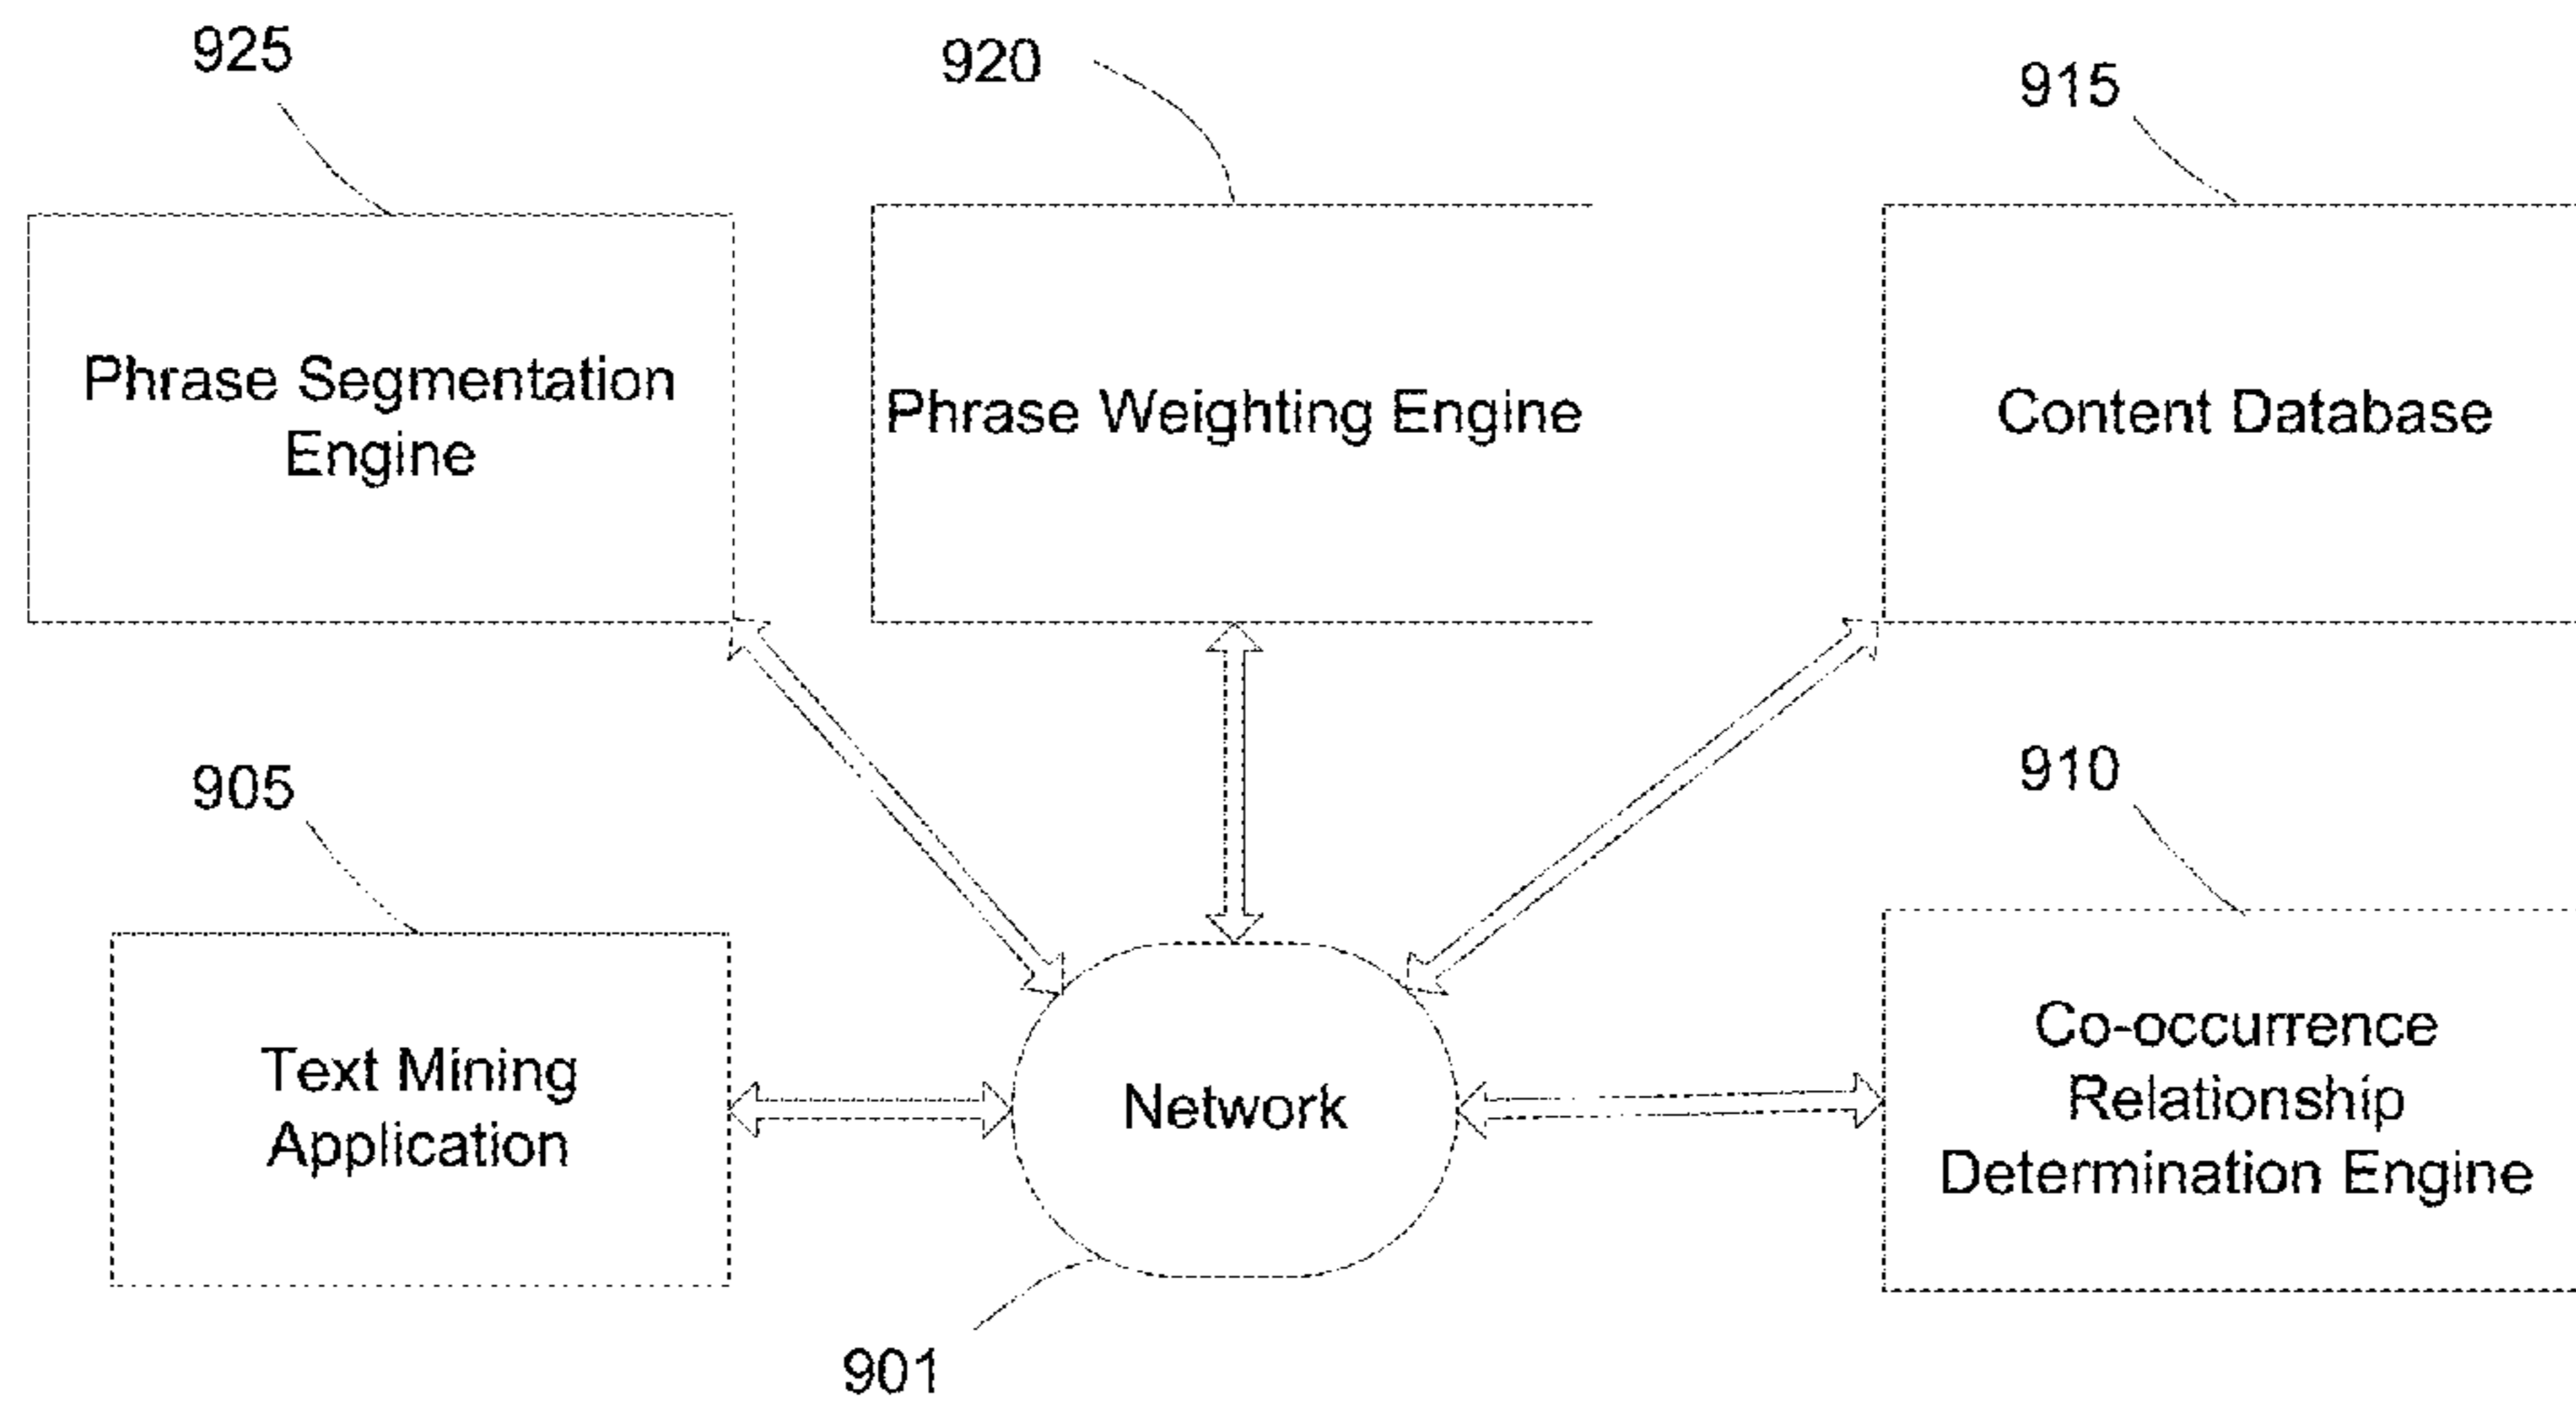 925
920
915
Phrase Segmentation
Engine
Phrase Weighting Engine
Content Database
905
910
Text Mining
Application
Network
Co-occurrence
Relationship
Determination Engine
901